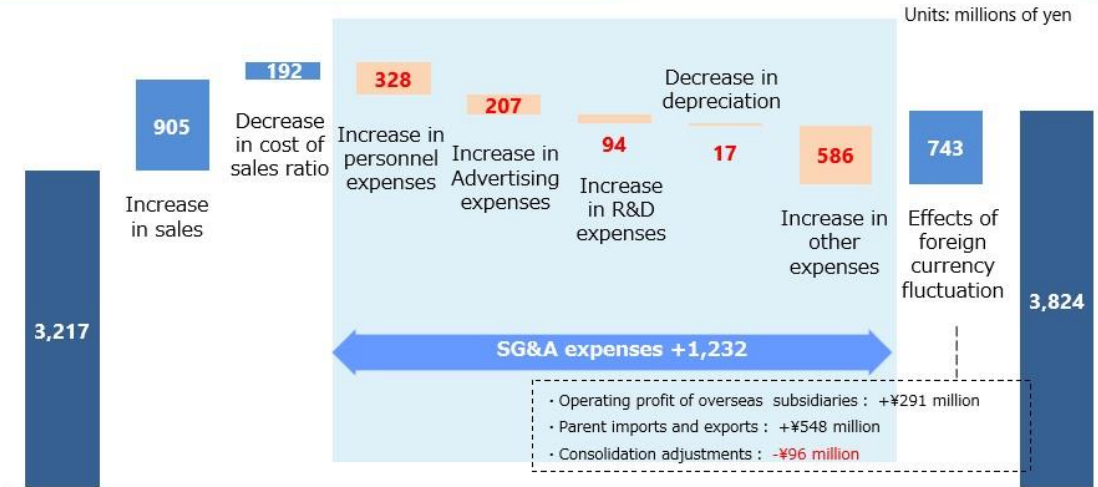 Units: millions of yen
3,217
905
Increase
in sales
192
Decrease
in cost of
sales ratio
328
Increase in
personnel
expenses
207
Increase in
Advertising
expenses
94
Increase
in R&D
expenses
Decrease in
depreciation
17
586
Increase in
other
expenses
743
Effects of
foreign
currency
fluctuation
3,824
SG&A expenses +1,232
・Operating profit of overseas subsidiaries : +¥291 million
・Parent imports and exports : +¥548 million
・Consolidation adjustments : -¥96 million